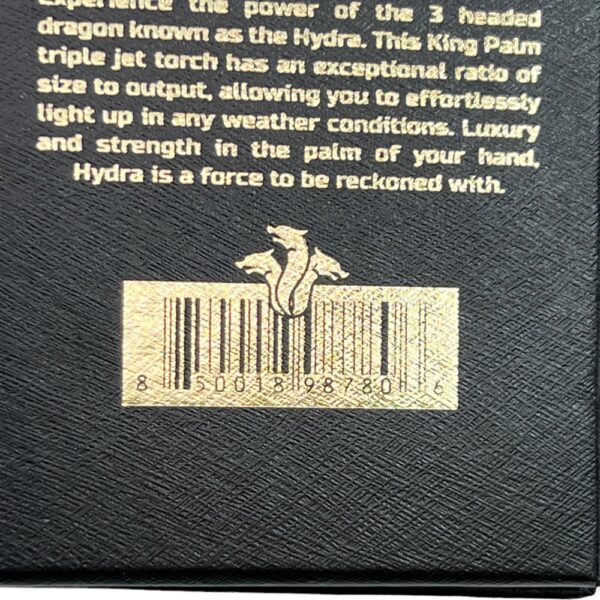 Experience the power of the 3 headed
dragon known as the Hydra. This King Palm
triple jet torch has an exceptional ratio of
size to output, allowing you to effortlessly
light up in any weather conditions. Luxury
and strength in the palm of your hand,
Hydra is a force to be reckoned with.
8 50018 98780 6